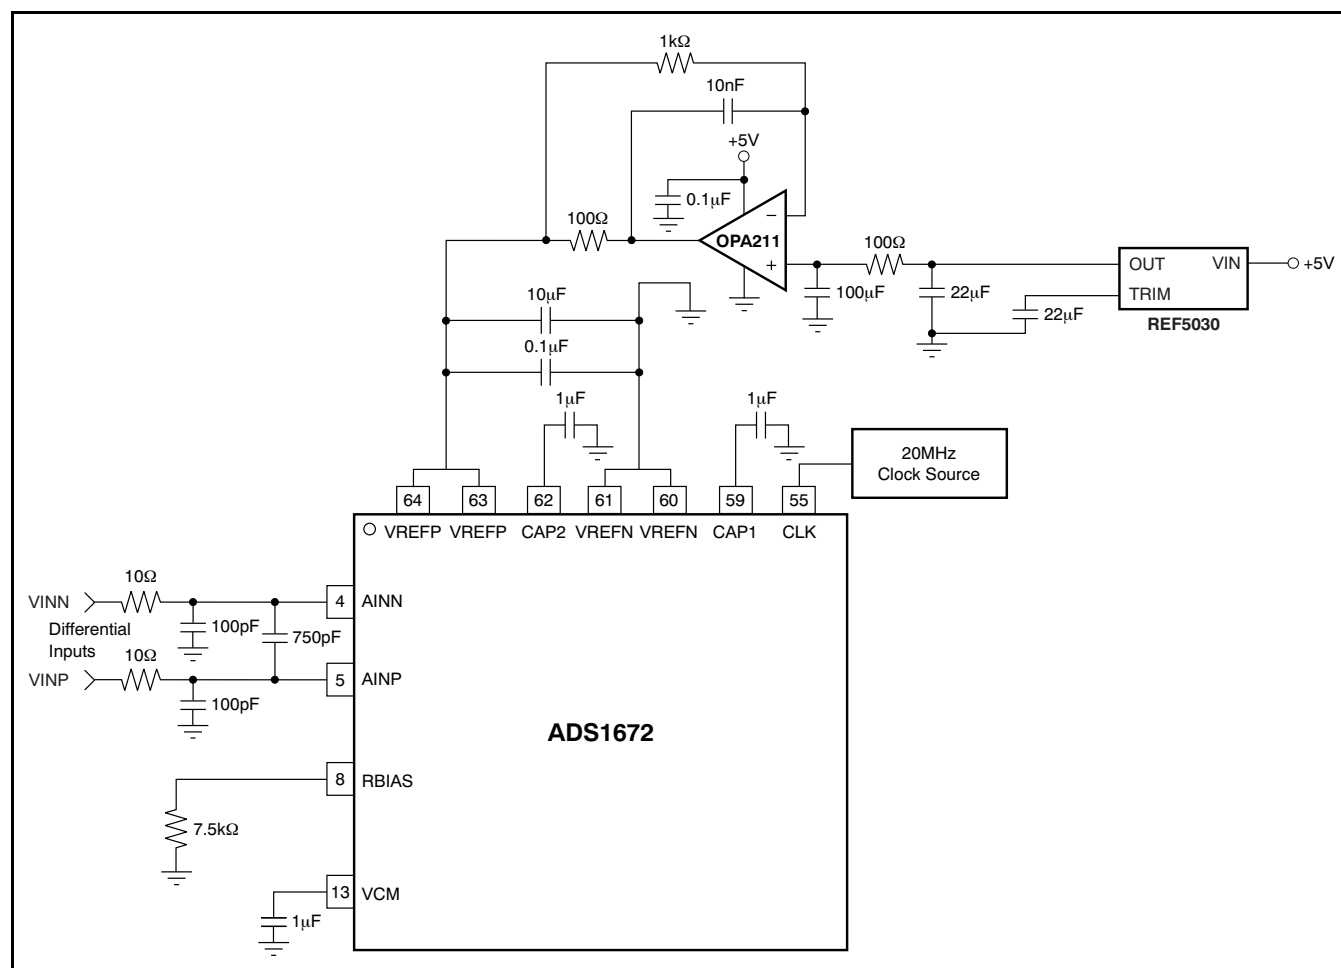 1kΩ
10nF
+5V
0.1μF
100Ω
OPA211
−
+
100Ω
100μF
22μF
22μF
OUT
VIN
TRIM
REF5030
+5V
10μF
0.1μF
1μF
1μF
20MHz
Clock Source
64
63
62
61
60
59
55
VREFP
VREFP
CAP2
VREFN
VREFN
CAP1
CLK
VINN
10Ω
4
AINN
100pF
750pF
Differential
Inputs
VINP
10Ω
5
AINP
100pF
ADS1672
8
RBIAS
7.5kΩ
13
VCM
1μF